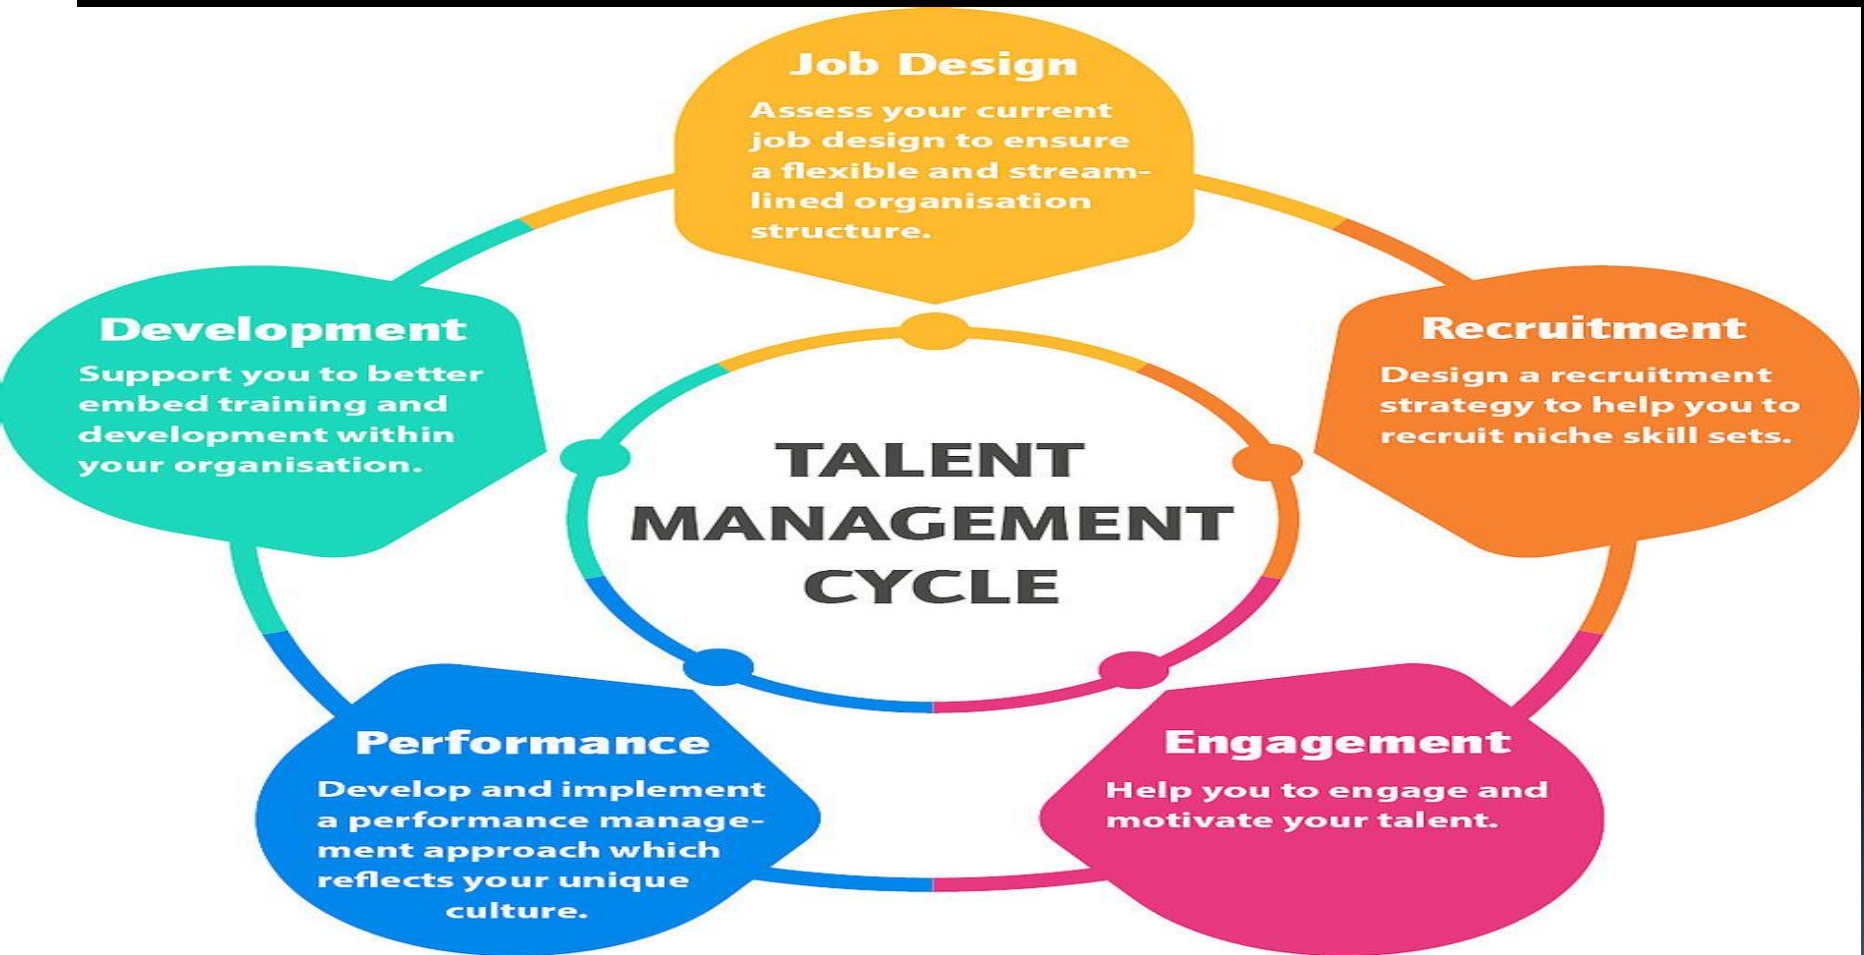 Job Design
Assess your current
job design to ensure
a flexible and stream-
lined organisation
structure.
Development
Support you to better
embed training and
development within
your organisation.
Recruitment
Design a recruitment
strategy to help you to
recruit niche skill sets.
TALENT
MANAGEMENT
CYCLE
Performance
Develop and implement
a performance manage-
ment approach which
reflects your unique
culture.
Engagement
Help you to engage and
motivate your talent.